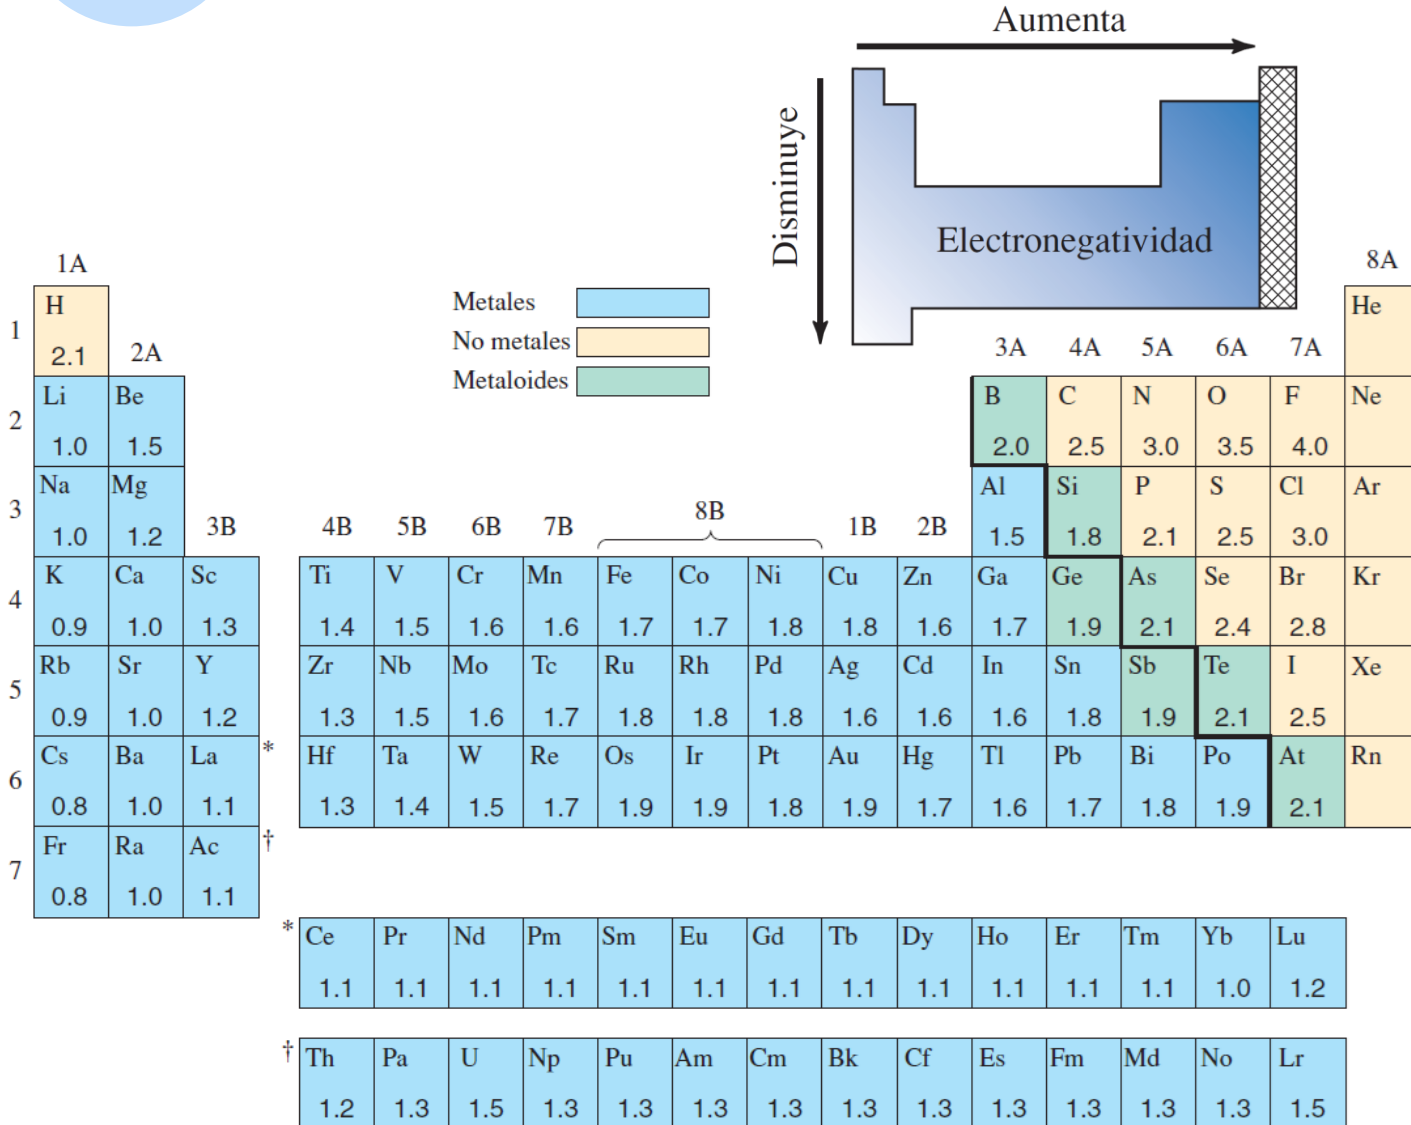 Aumenta
Disminuye
Electronegatividad
1A
8A
Metales
No metales
Metaloides
1
H
He
2.1
2A
3A 4A 5A 6A 7A
2
Li Be B C N O F Ne
1.0 1.5 2.0 2.5 3.0 3.5 4.0
3
Na Mg Al Si P S Cl Ar
1.0 1.2 1.5 1.8 2.1 2.5 3.0
3B 4B 5B 6B 7B 8B 1B 2B
4
K Ca Sc Ti V Cr Mn Fe Co Ni Cu Zn Ga Ge As Se Br Kr
0.9 1.0 1.3 1.4 1.5 1.6 1.6 1.7 1.7 1.8 1.8 1.6 1.7 1.9 2.1 2.4 2.8
5
Rb Sr Y Zr Nb Mo Tc Ru Rh Pd Ag Cd In Sn Sb Te I Xe
0.9 1.0 1.2 1.3 1.5 1.6 1.7 1.8 1.8 1.8 1.6 1.6 1.6 1.8 1.9 2.1 2.5
6
Cs Ba La * Hf Ta W Re Os Ir Pt Au Hg Tl Pb Bi Po At Rn
0.8 1.0 1.1 1.3 1.4 1.5 1.7 1.9 1.9 1.8 1.9 1.7 1.6 1.7 1.8 1.9 2.1
7
Fr Ra Ac †
0.8 1.0 1.1
* Ce Pr Nd Pm Sm Eu Gd Tb Dy Ho Er Tm Yb Lu
1.1 1.1 1.1 1.1 1.1 1.1 1.1 1.1 1.1 1.1 1.1 1.1 1.0 1.2
† Th Pa U Np Pu Am Cm Bk Cf Es Fm Md No Lr
1.2 1.3 1.5 1.3 1.3 1.3 1.3 1.3 1.3 1.3 1.3 1.3 1.3 1.5